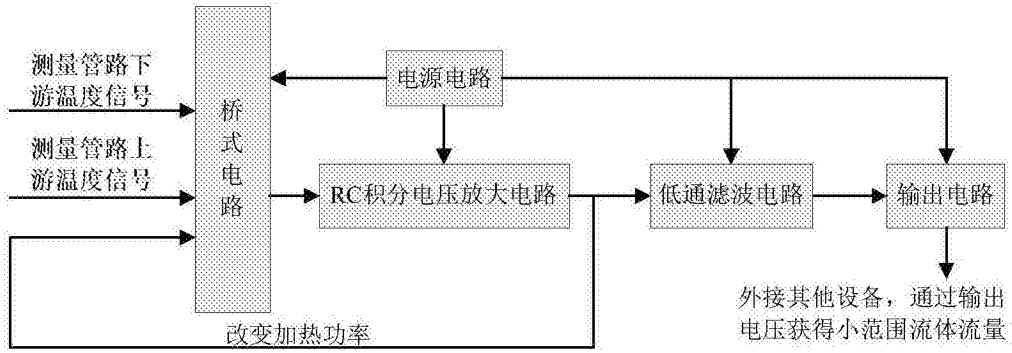 测量管路下
游温度信号
测量管路上
游温度信号
桥式电路
电源电路
RC积分电压放大电路
低通滤波电路
输出电路
改变加热功率
外接其他设备，通过输出
电压获得小范围流体流量